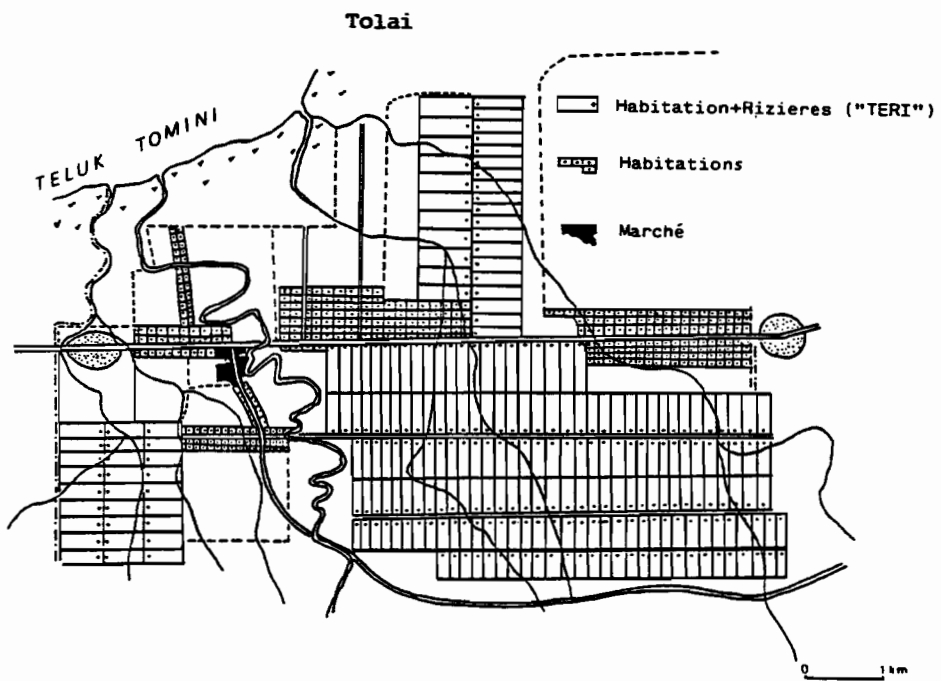 Tolai
TELUK TOMINI
Habitation+Rizieres ("TERI")
Habitations
Marché
0 1 km